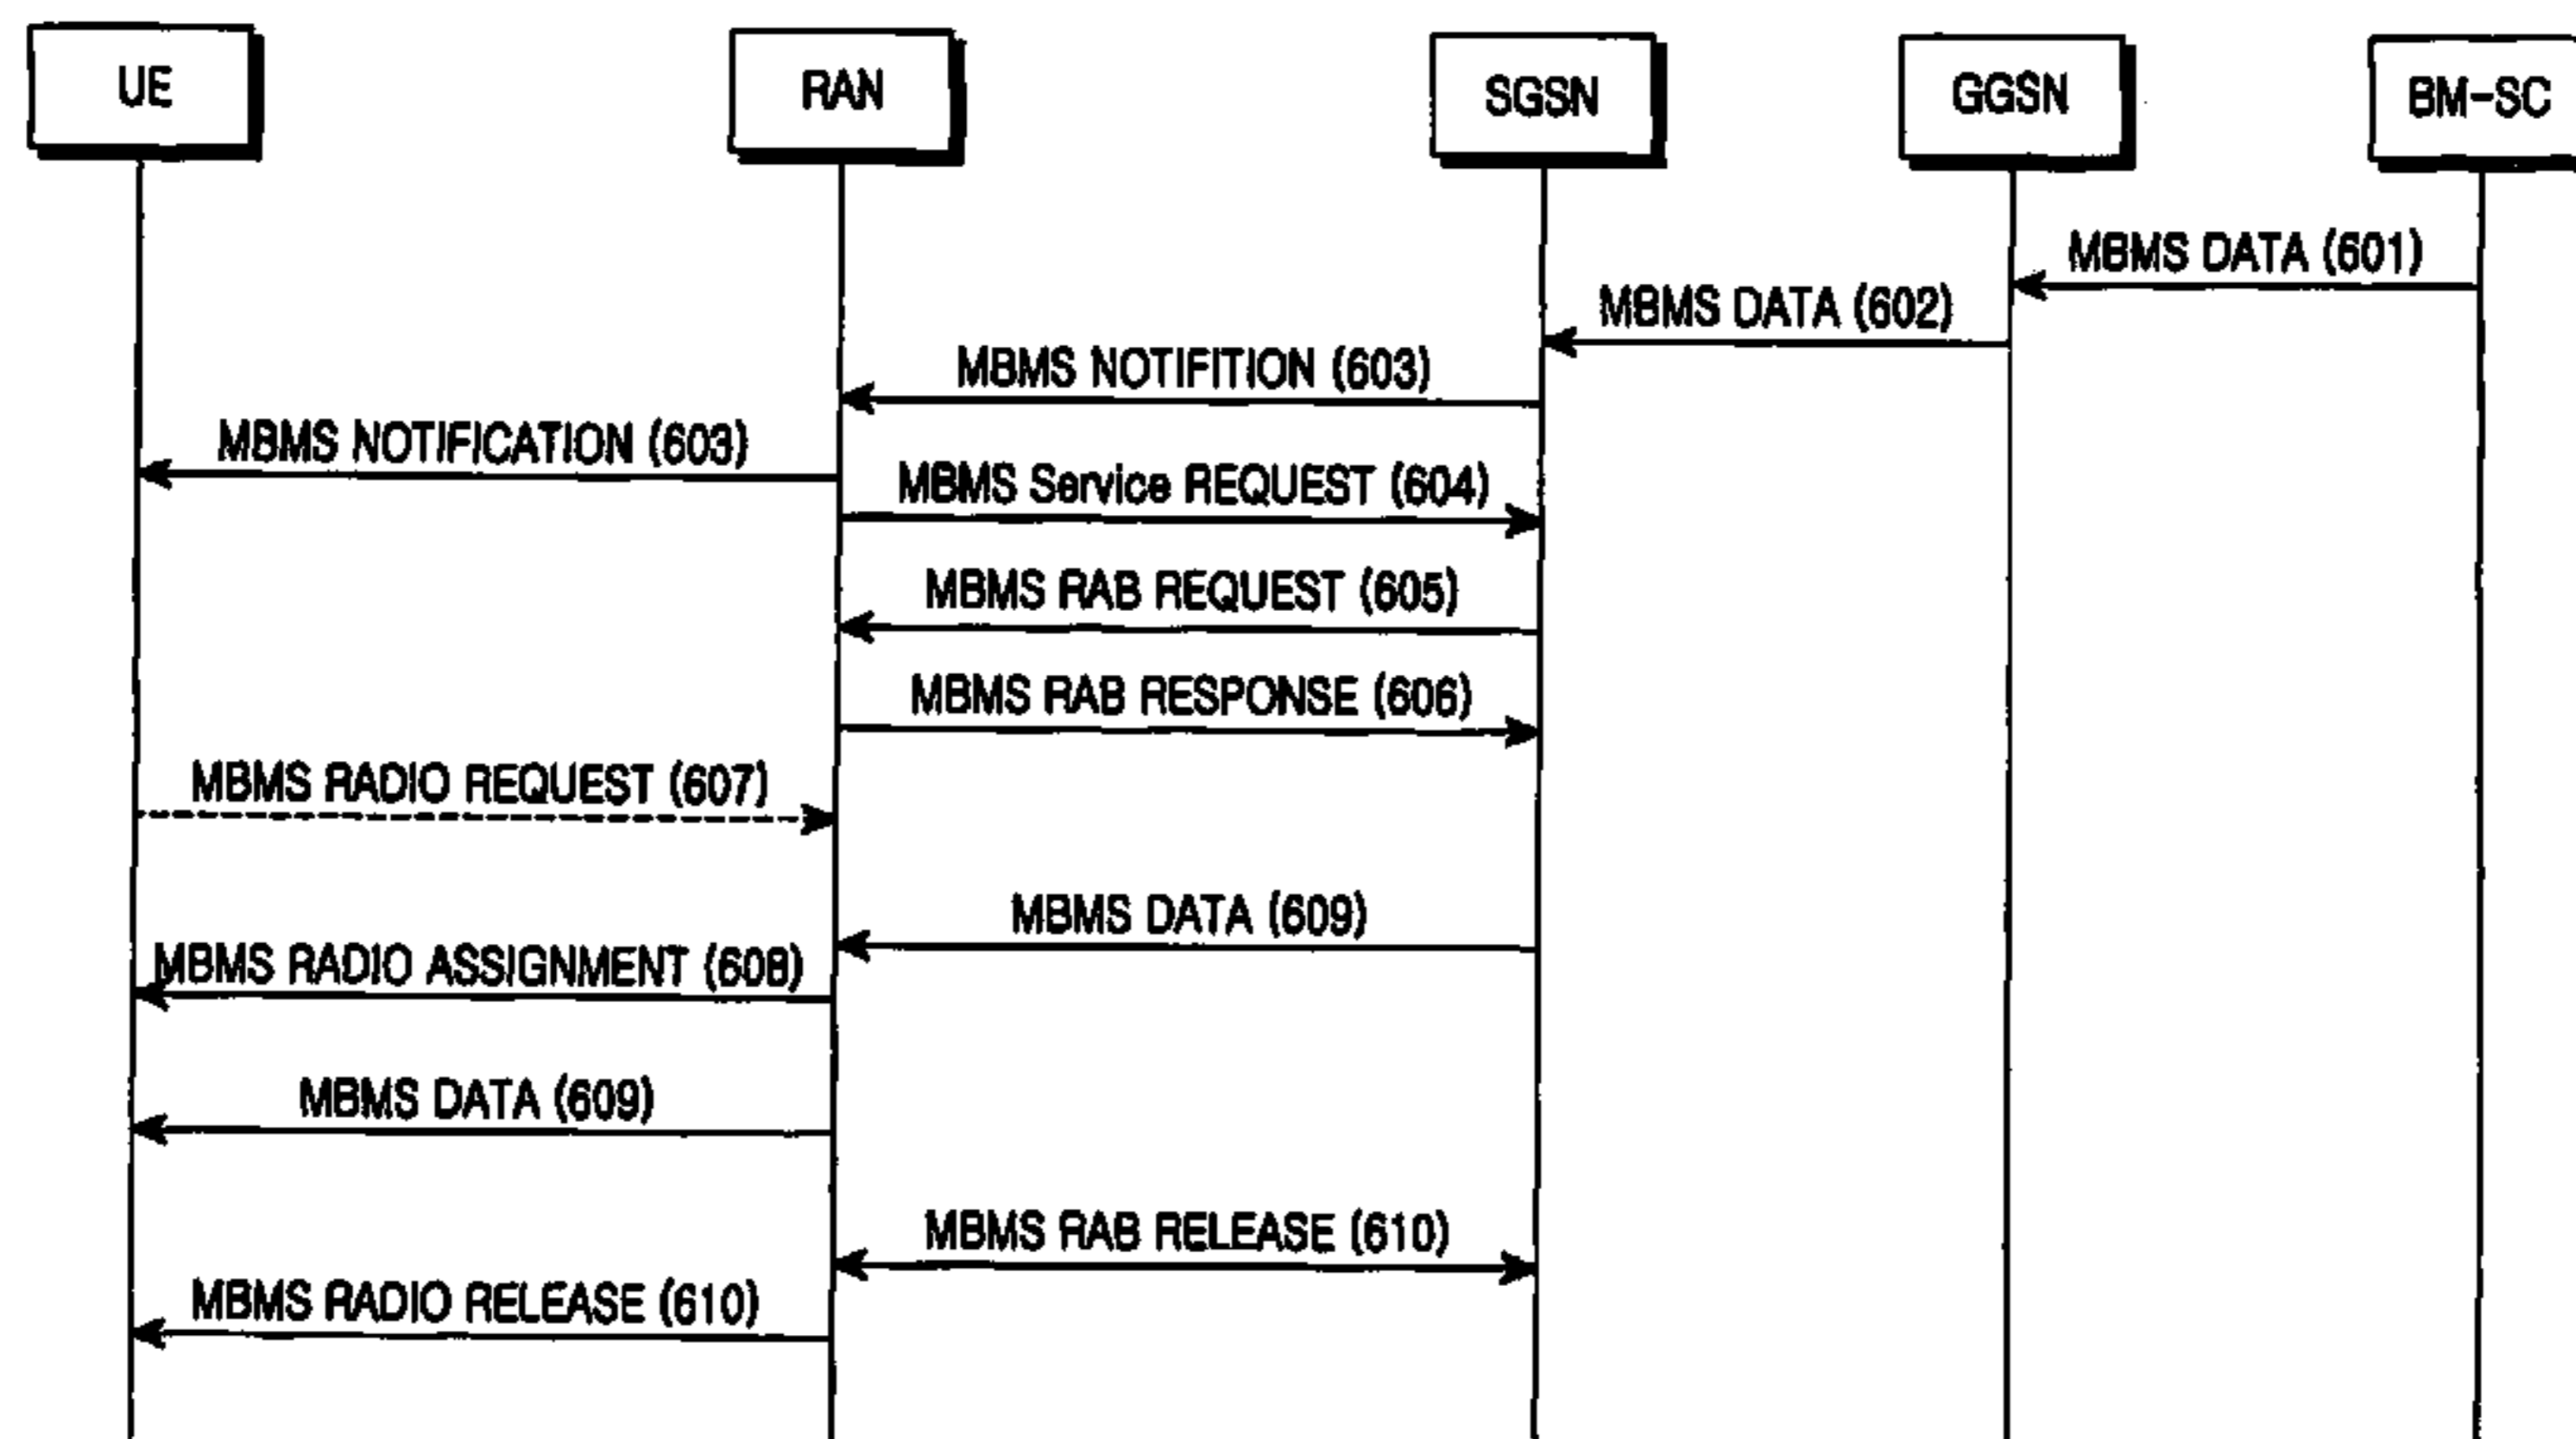 UE
RAN
SGSN
GGSN
BM-SC
MBMS DATA (601)
MBMS DATA (602)
MBMS NOTIFITION (603)
MBMS NOTIFICATION (603)
MBMS Service REQUEST (604)
MBMS RAB REQUEST (605)
MBMS RAB RESPONSE (606)
MBMS RADIO REQUEST (607)
MBMS DATA (609)
MBMS RADIO ASSIGNMENT (608)
MBMS DATA (609)
MBMS RAB RELEASE (610)
MBMS RADIO RELEASE (610)